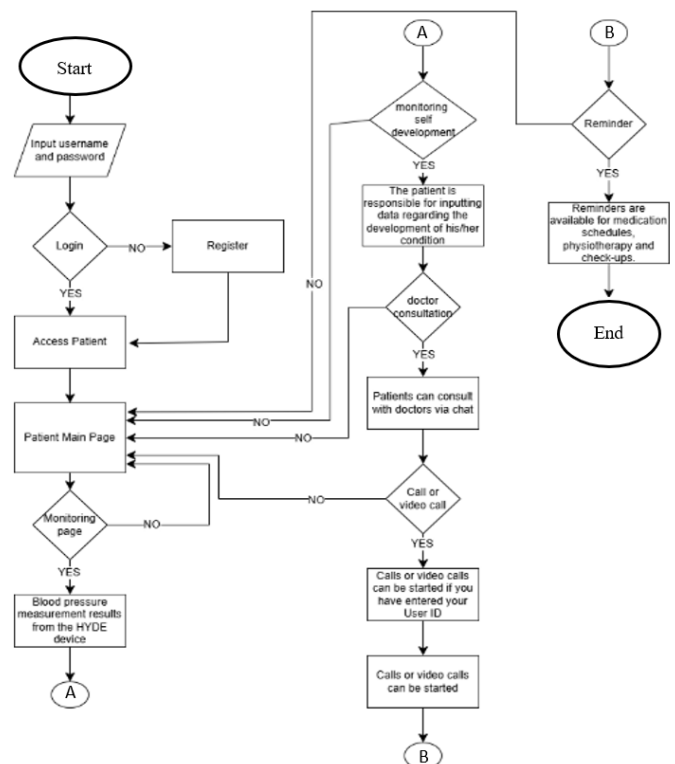 Start
Input username
and password
Login
NO
Register
YES
Access Patient
Patient Main Page
Monitoring
page
NO
YES
Blood pressure
measurement results
from the HYDE
device
A
A
monitoring
self
development
NO
YES
The patient is
responsible for inputting
data regarding the
development of his/her
condition
doctor
consultation
NO
YES
Patients can consult
with doctors via chat
Call or
video call
NO
YES
Calls or video calls
can be started if you
have entered your
User ID
Calls or video calls
can be started
B
B
Reminder
NO
YES
Reminders are
available for medication
schedules,
physiotherapy and
check-ups.
End